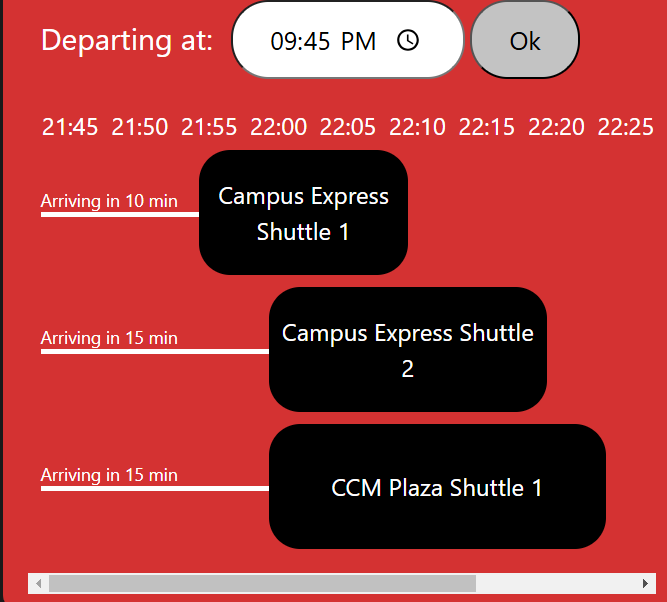 Departing at: 09:45 PM Ok
21:45 21:50 21:55 22:00 22:05 22:10 22:15 22:20 22:25
Arriving in 10 min
Campus Express
Shuttle 1
Arriving in 15 min
Campus Express Shuttle
2
Arriving in 15 min
CCM Plaza Shuttle 1